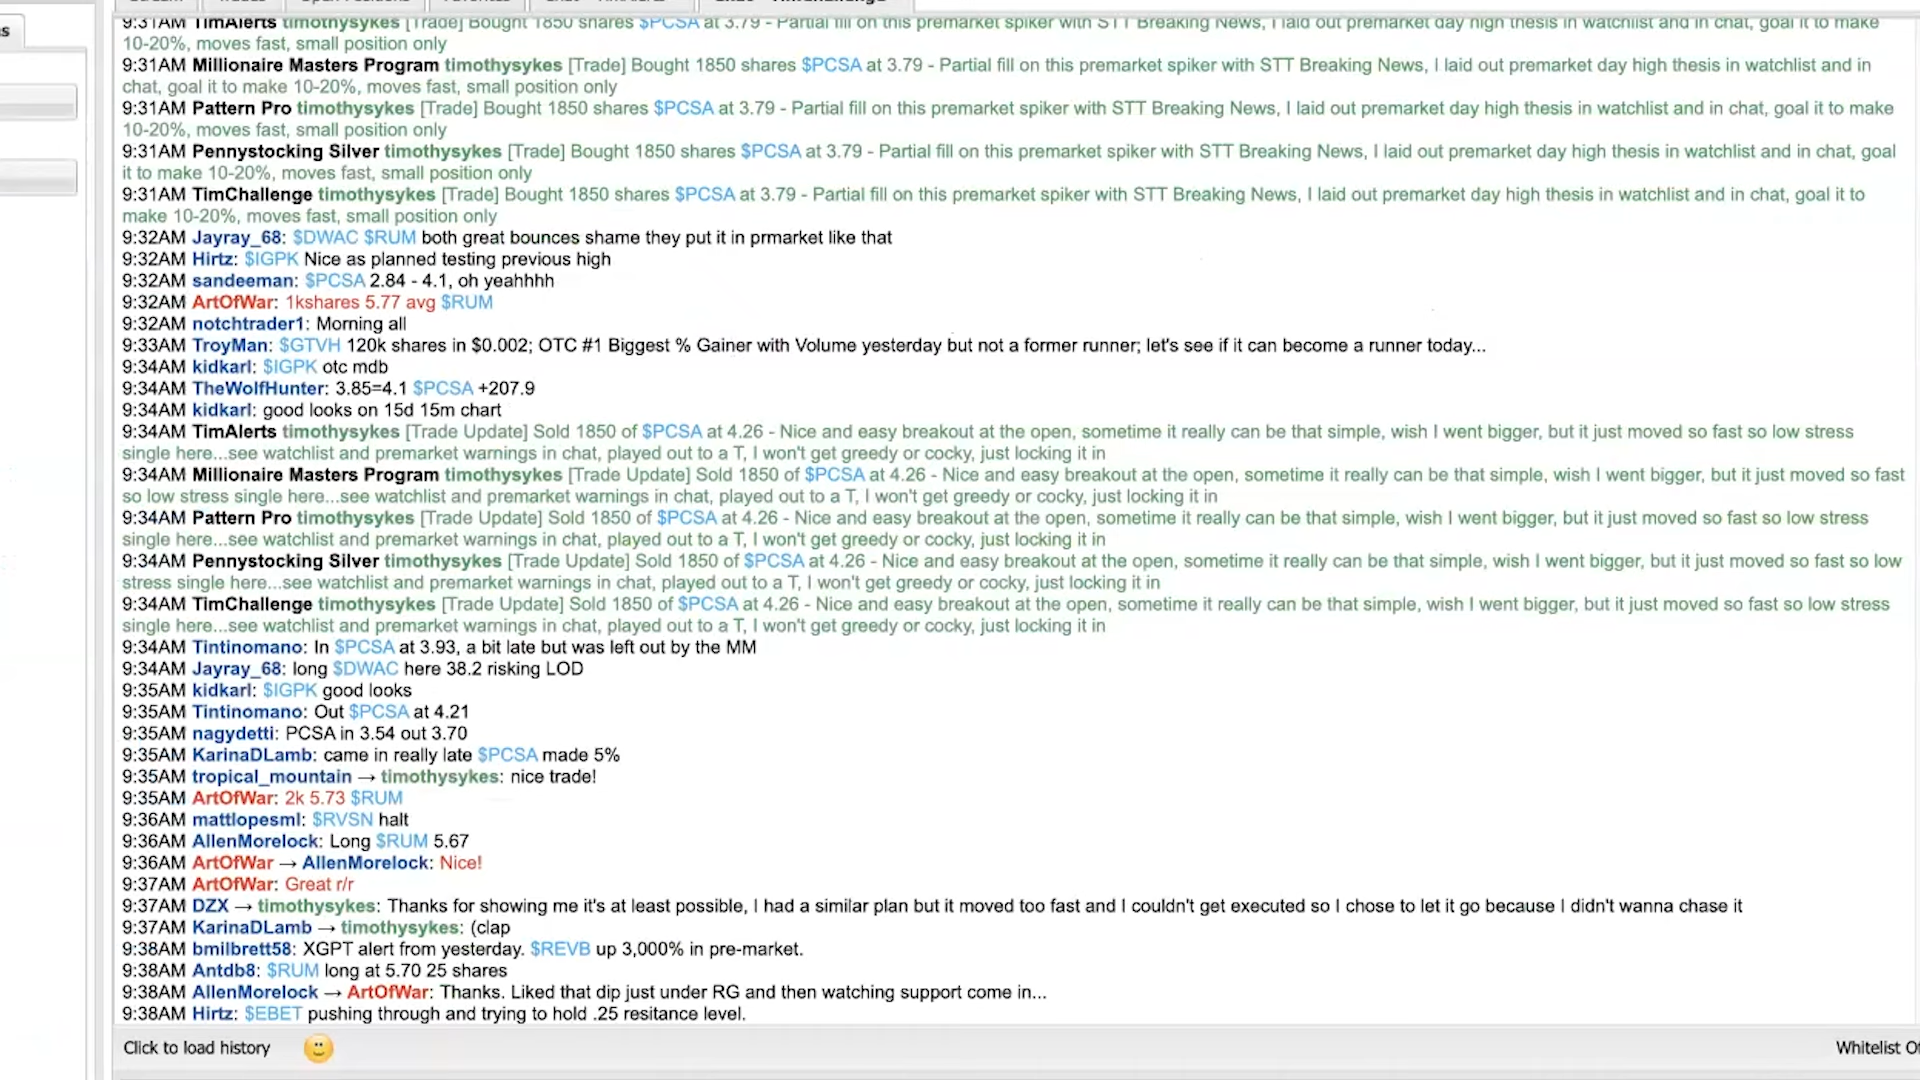 s
9:31AM TimAlerts timothysykes [Trade] Bought 1850 shares $PCSA at 3.79 - Partial fill on this premarket spiker with STT Breaking News, I laid out premarket day high thesis in watchlist and in chat, goal it to make
10-20%, moves fast, small position only
9:31AM Millionaire Masters Program timothysykes [Trade] Bought 1850 shares $PCSA at 3.79 - Partial fill on this premarket spiker with STT Breaking News, I laid out premarket day high thesis in watchlist and in
chat, goal it to make 10-20%, moves fast, small position only
9:31AM Pattern Pro timothysykes [Trade] Bought 1850 shares $PCSA at 3.79 - Partial fill on this premarket spiker with STT Breaking News, I laid out premarket day high thesis in watchlist and in chat, goal it to make
10-20%, moves fast, small position only
9:31AM Pennystocking Silver timothysykes [Trade] Bought 1850 shares $PCSA at 3.79 - Partial fill on this premarket spiker with STT Breaking News, I laid out premarket day high thesis in watchlist and in chat, goal
it to make 10-20%, moves fast, small position only
9:31AM TimChallenge timothysykes [Trade] Bought 1850 shares $PCSA at 3.79 - Partial fill on this premarket spiker with STT Breaking News, I laid out premarket day high thesis in watchlist and in chat, goal it to
make 10-20%, moves fast, small position only
9:32AM Jayray_68: $DWAC $RUM both great bounces shame they put it in prmarket like that
9:32AM Hirtz: $IGPK Nice as planned testing previous high
9:32AM sandeeman: $PCSA 2.84 - 4.1, oh yeahhhh
9:32AM ArtOfWar: 1kshares 5.77 avg $RUM
9:32AM notchtrader1: Morning all
9:33AM TroyMan: $GTVH 120k shares in $0.002; OTC #1 Biggest % Gainer with Volume yesterday but not a former runner; let's see if it can become a runner today...
9:34AM kidkarl: $IGPK otc mdb
9:34AM TheWolfHunter: 3.85=4.1 $PCSA +207.9
9:34AM kidkarl: good looks on 15d 15m chart
9:34AM TimAlerts timothysykes [Trade Update] Sold 1850 of $PCSA at 4.26 - Nice and easy breakout at the open, sometime it really can be that simple, wish I went bigger, but it just moved so fast so low stress
single here...see watchlist and premarket warnings in chat, played out to a T, I won't get greedy or cocky, just locking it in
9:34AM Millionaire Masters Program timothysykes [Trade Update] Sold 1850 of $PCSA at 4.26 - Nice and easy breakout at the open, sometime it really can be that simple, wish I went bigger, but it just moved so fast
so low stress single here...see watchlist and premarket warnings in chat, played out to a T, I won't get greedy or cocky, just locking it in
9:34AM Pattern Pro timothysykes [Trade Update] Sold 1850 of $PCSA at 4.26 - Nice and easy breakout at the open, sometime it really can be that simple, wish I went bigger, but it just moved so fast so low stress
single here...see watchlist and premarket warnings in chat, played out to a T, I won't get greedy or cocky, just locking it in
9:34AM Pennystocking Silver timothysykes [Trade Update] Sold 1850 of $PCSA at 4.26 - Nice and easy breakout at the open, sometime it really can be that simple, wish I went bigger, but it just moved so fast so low
stress single here...see watchlist and premarket warnings in chat, played out to a T, I won't get greedy or cocky, just locking it in
9:34AM TimChallenge timothysykes [Trade Update] Sold 1850 of $PCSA at 4.26 - Nice and easy breakout at the open, sometime it really can be that simple, wish I went bigger, but it just moved so fast so low stress
single here...see watchlist and premarket warnings in chat, played out to a T, I won't get greedy or cocky, just locking it in
9:34AM Tintinomano: In $PCSA at 3.93, a bit late but was left out by the MM
9:34AM Jayray_68: long $DWAC here 38.2 risking LOD
9:35AM kidkarl: $IGPK good looks
9:35AM Tintinomano: Out $PCSA at 4.21
9:35AM nagydetti: PCSA in 3.54 out 3.70
9:35AM KarinaDLamb: came in really late $PCSA made 5%
9:35AM tropical_mountain → timothysykes: nice trade!
9:35AM ArtOfWar: 2k 5.73 $RUM
9:36AM mattlopesml: $RVSN halt
9:36AM AllenMorelock: Long $RUM 5.67
9:36AM ArtOfWar → AllenMorelock: Nice!
9:37AM ArtOfWar: Great r/r
9:37AM DZX → timothysykes: Thanks for showing me it's at least possible, I had a similar plan but it moved too fast and I couldn't get executed so I chose to let it go because I didn't wanna chase it
9:37AM KarinaDLamb → timothysykes: (clap
9:38AM bmilbrett58: XGPT alert from yesterday. $REVB up 3,000% in pre-market.
9:38AM Antdb8: $RUM long at 5.70 25 shares
9:38AM AllenMorelock → ArtOfWar: Thanks. Liked that dip just under RG and then watching support come in...
9:38AM Hirtz: $EBET pushing through and trying to hold .25 resitance level.
Click to load history
Whitelist